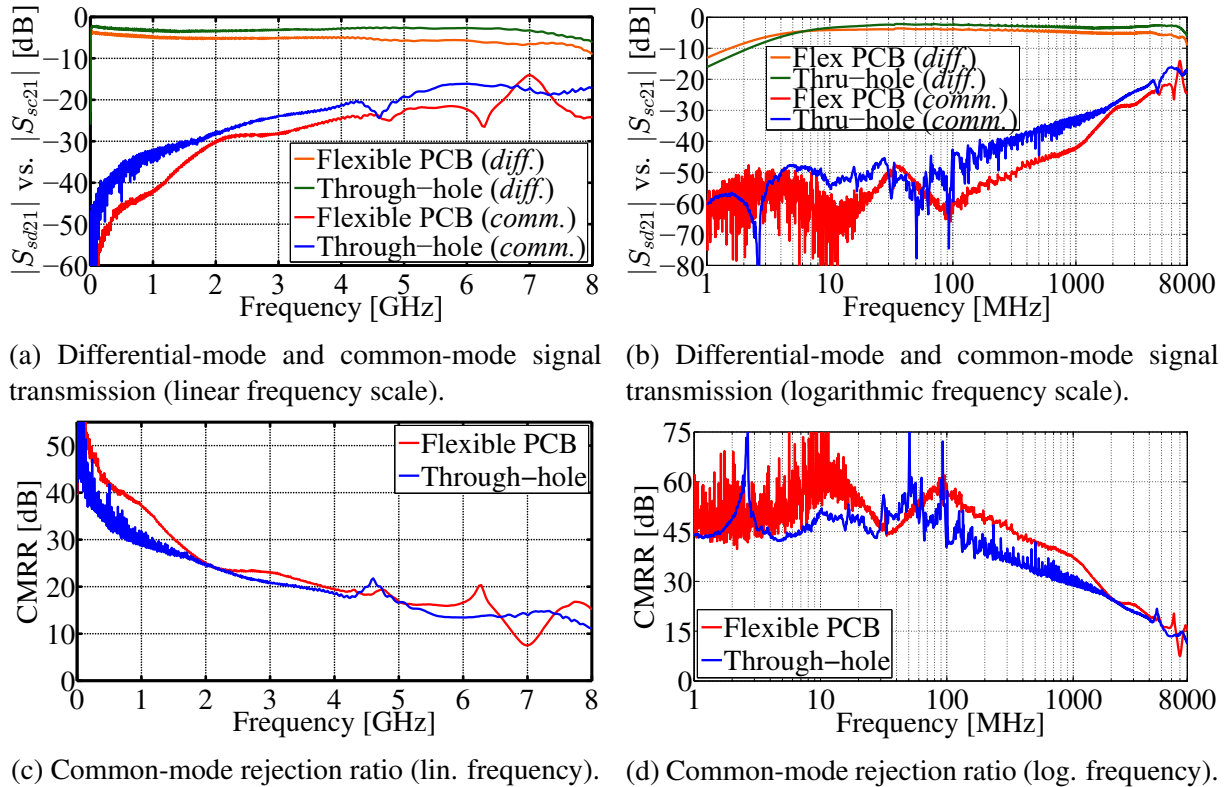 0
−10
−20
−30
−40
−50
−60
|S_sd21| vs. |S_sc21| [dB]
Flexible PCB (diff.)
Through−hole (diff.)
Flexible PCB (comm.)
Through−hole (comm.)
0 1 2 3 4 5 6 7 8
Frequency [GHz]
0
−10
−20
−30
−40
−50
−60
−70
−80
|S_sd21| vs. |S_sc21| [dB]
Flex PCB (diff.)
Thru−hole (diff.)
Flex PCB (comm.)
Thru−hole (comm.)
1 10 100 1000 8000
Frequency [MHz]
(a) Differential-mode and common-mode signal
transmission (linear frequency scale).
(b) Differential-mode and common-mode signal
transmission (logarithmic frequency scale).
50
40
30
20
10
0
CMRR [dB]
Flexible PCB
Through−hole
0 1 2 3 4 5 6 7 8
Frequency [GHz]
75
60
45
30
15
0
CMRR [dB]
Flexible PCB
Through−hole
1 10 100 1000 8000
Frequency [MHz]
(c) Common-mode rejection ratio (lin. frequency).
(d) Common-mode rejection ratio (log. frequency).